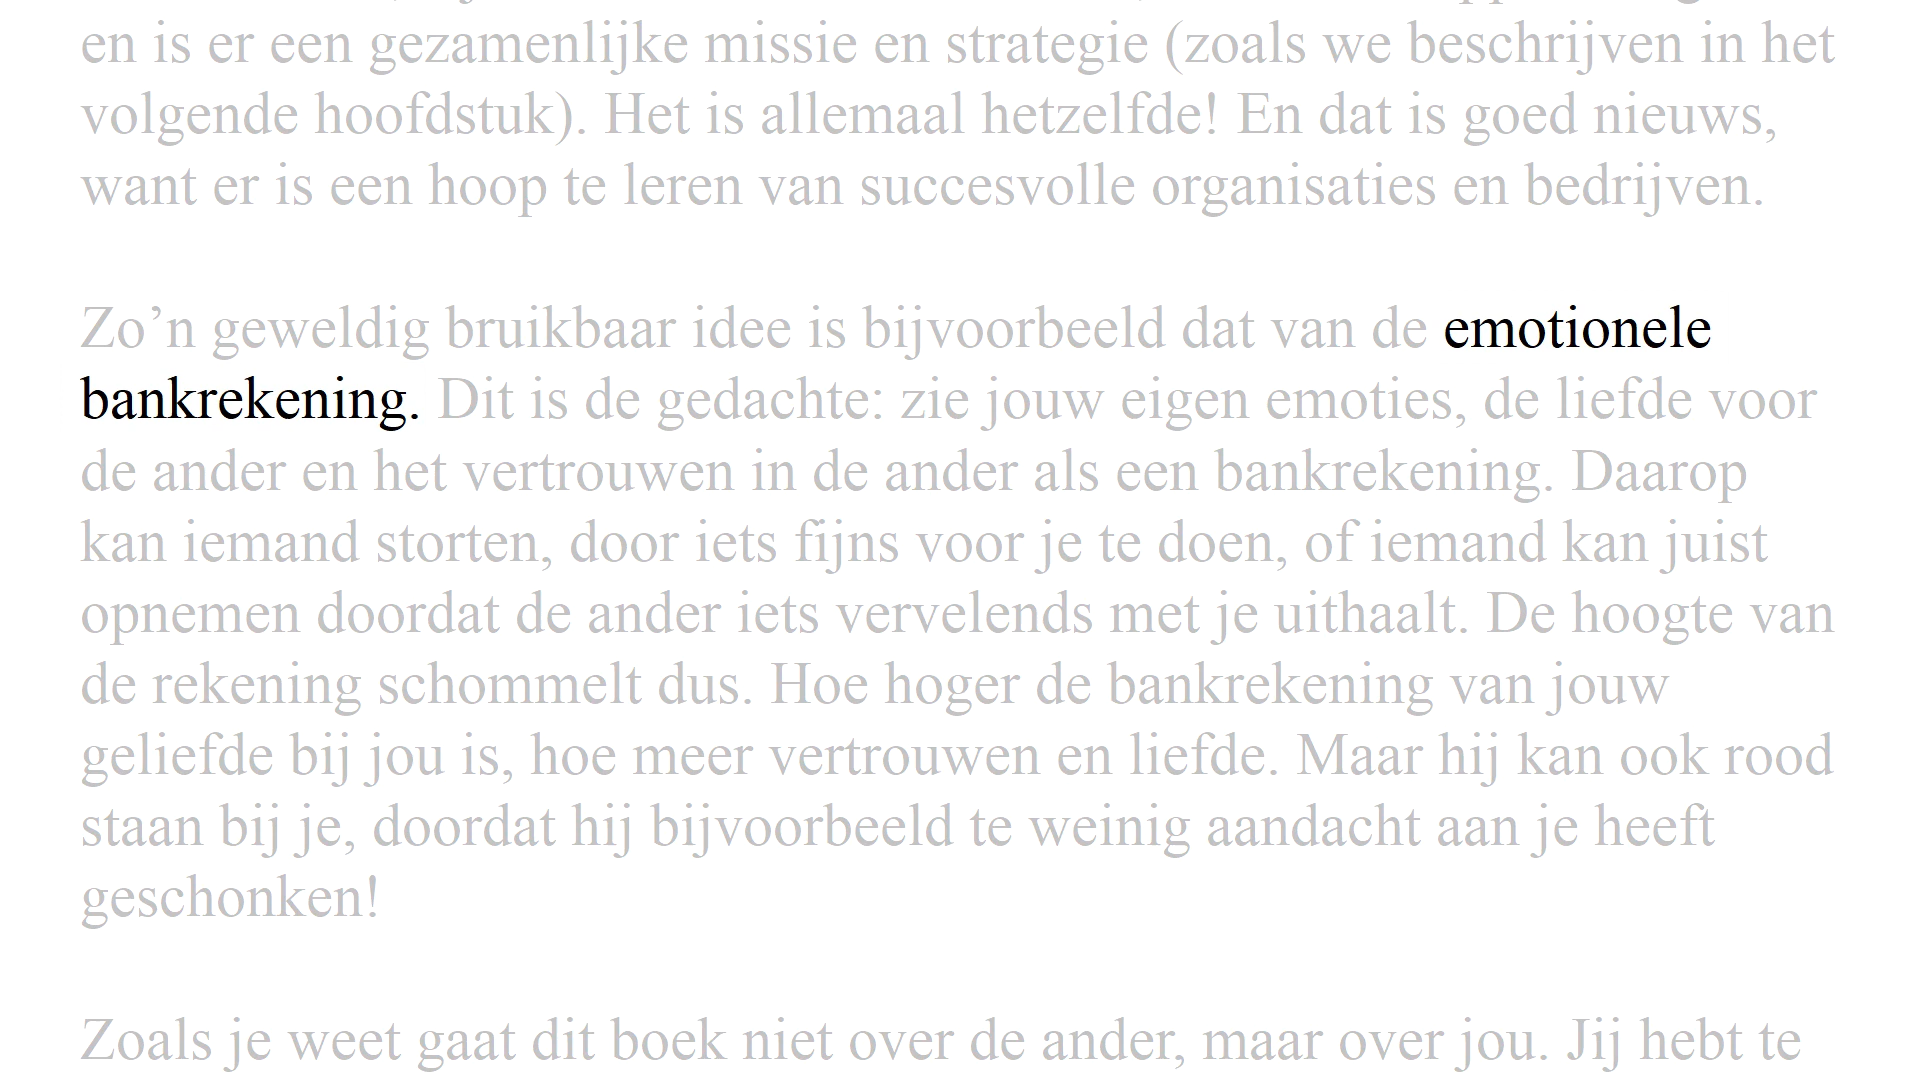 en is er een gezamenlijke missie en strategie (zoals we beschrijven in het
volgende hoofdstuk). Het is allemaal hetzelfde! En dat is goed nieuws,
want er is een hoop te leren van succesvolle organisaties en bedrijven.
Zo’n geweldig bruikbaar idee is bijvoorbeeld dat van de emotionele
bankrekening. Dit is de gedachte: zie jouw eigen emoties, de liefde voor
de ander en het vertrouwen in de ander als een bankrekening. Daarop
kan iemand storten, door iets fijns voor je te doen, of iemand kan juist
opnemen doordat de ander iets vervelends met je uithaalt. De hoogte van
de rekening schommelt dus. Hoe hoger de bankrekening van jouw
geliefde bij jou is, hoe meer vertrouwen en liefde. Maar hij kan ook rood
staan bij je, doordat hij bijvoorbeeld te weinig aandacht aan je heeft
geschonken!
Zoals je weet gaat dit boek niet over de ander, maar over jou. Jij hebt te